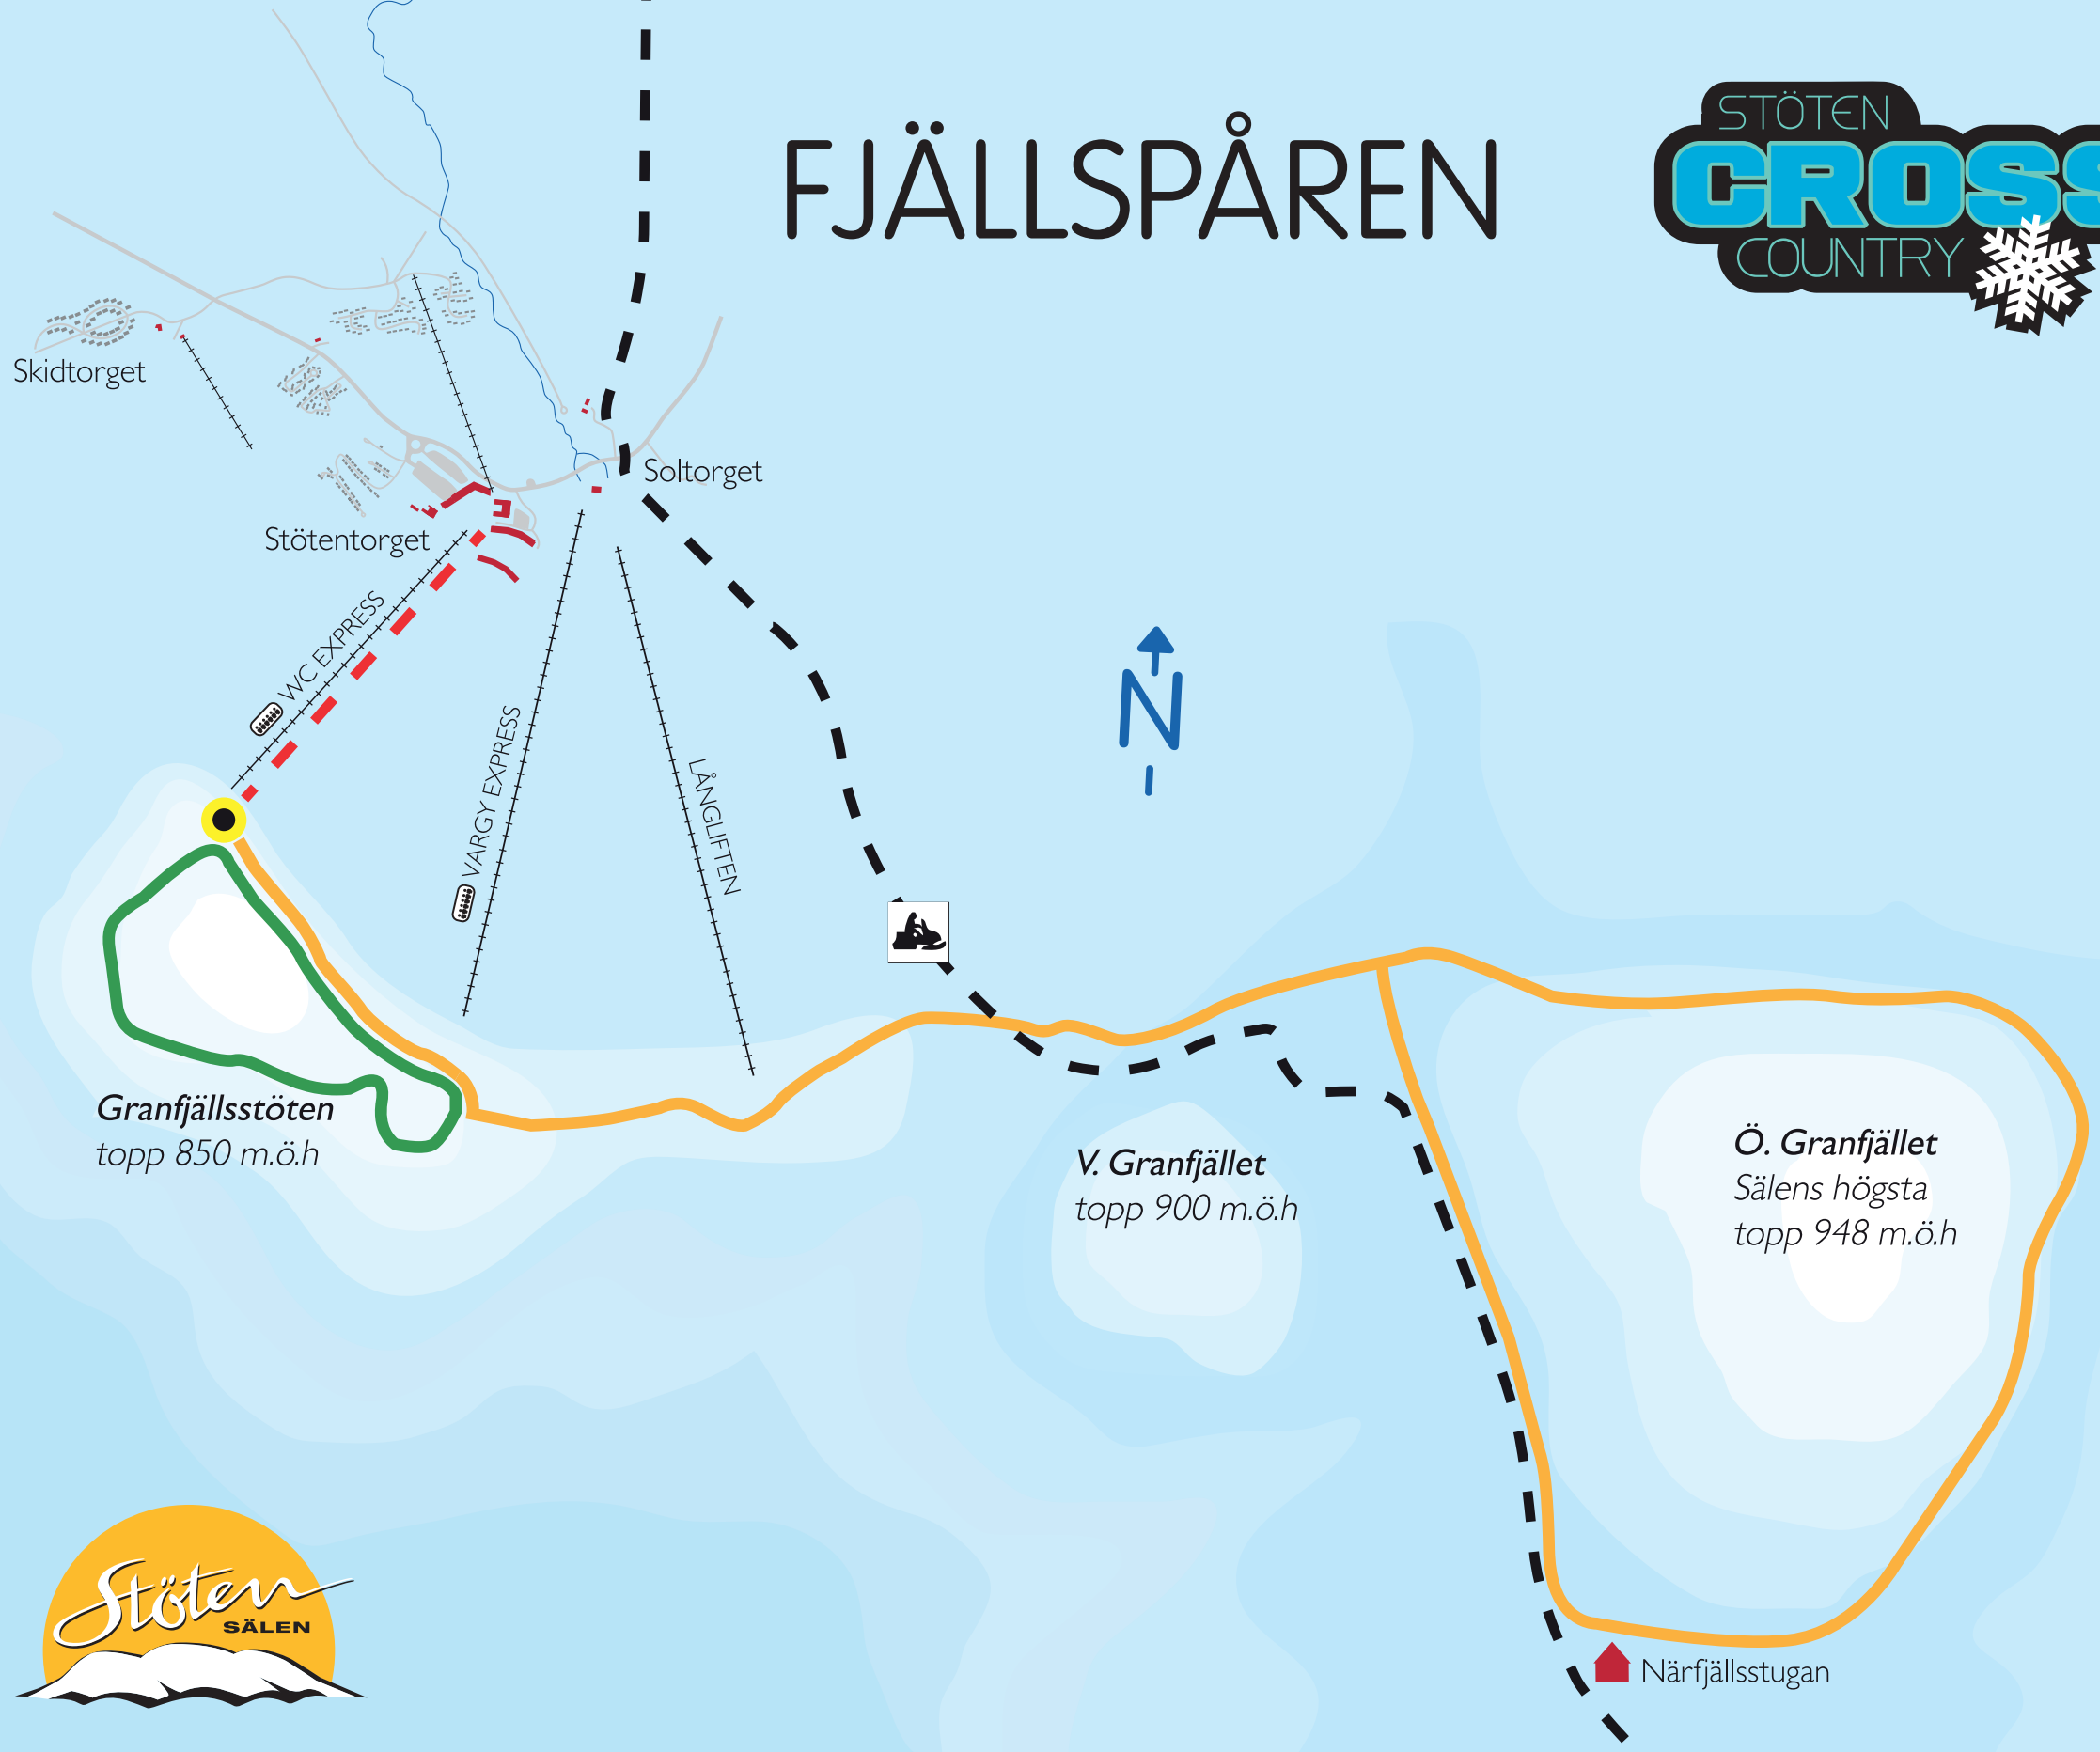 FJÄLLSPÅREN
STÖTEN
CROSS
COUNTRY
Skidtorget
Soltorget
Stötentorget
WC EXPRESS
VARGY EXPRESS
LÅNGLIFTEN
N
Granfjällsstöten
topp 850 m.ö.h
V. Granfjället
topp 900 m.ö.h
Ö. Granfjället
Sälens högsta
topp 948 m.ö.h
Närfjällsstugan
Stöten
SÄLEN